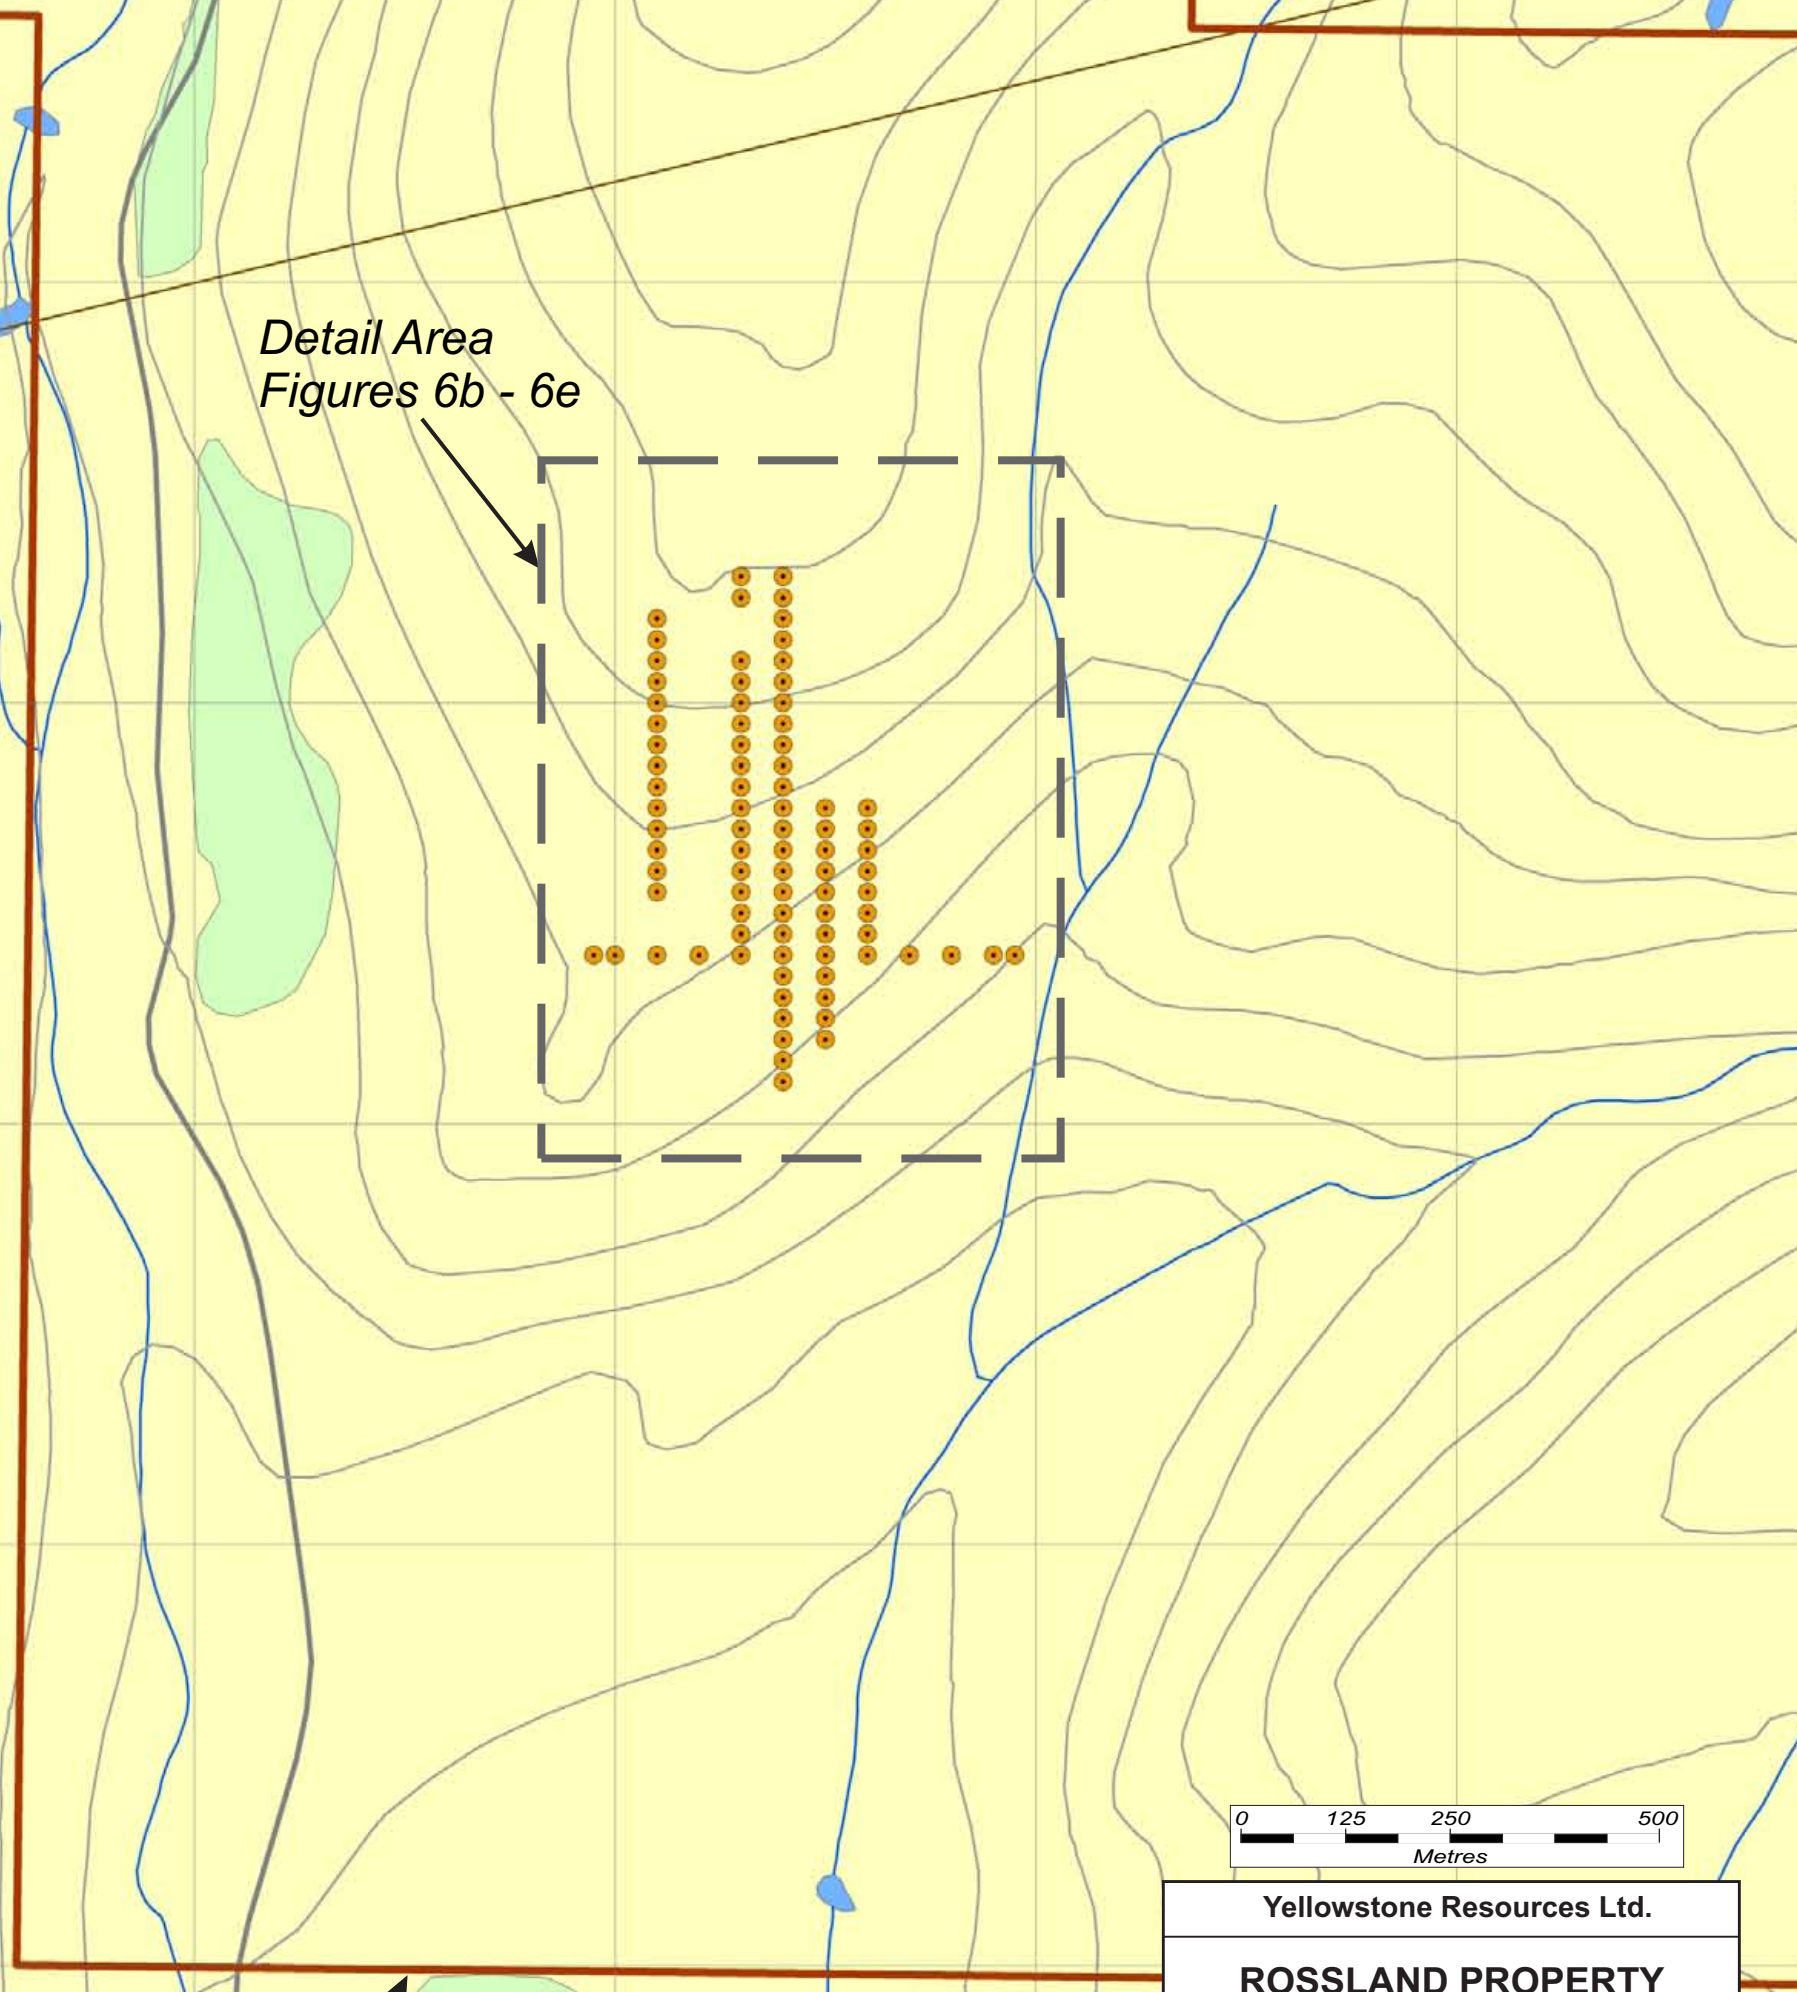 Detail Area
Figures 6b - 6e
0 125 250 500
Metres
Yellowstone Resources Ltd.
ROSSLAND PROPERTY